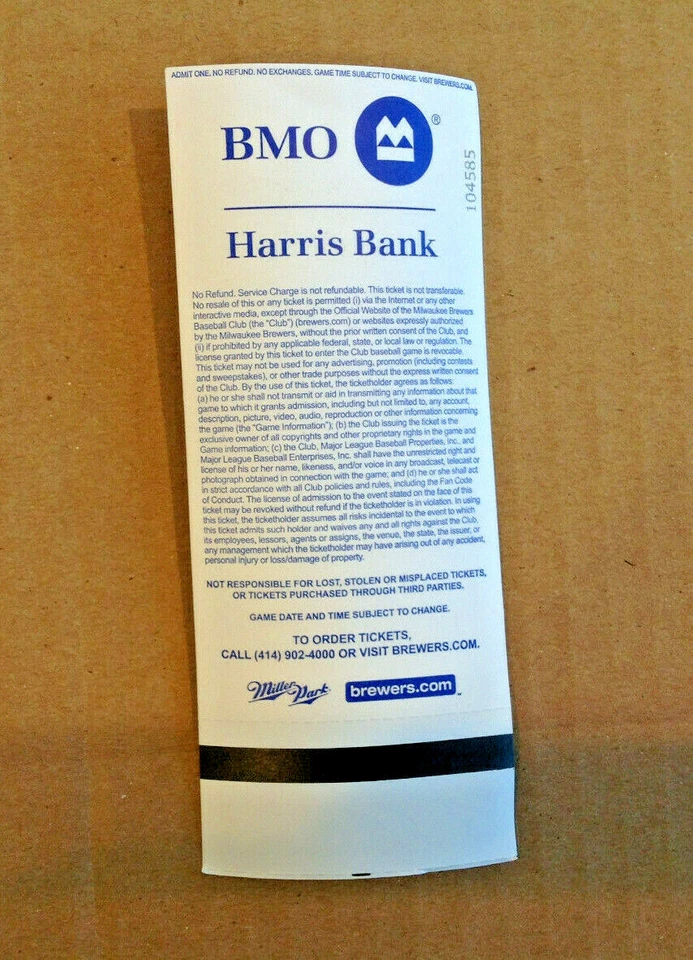 ADMIT ONE. NO REFUND. NO EXCHANGES. GAME TIME SUBJECT TO CHANGE. VISIT BREWERS.COM.
BMO ®
104585
Harris Bank
No Refund. Service Charge is not refundable. This ticket is not transferable.
No resale of this or any ticket is permitted (i) via the Internet or any other
interactive media, except through the Official Website of the Milwaukee Brewers
Baseball Club (the "Club") (brewers.com) or websites expressly authorized
by the Milwaukee Brewers, without the prior written consent of the Club, and
(ii) if prohibited by any applicable federal, state, or local law or regulation. The
license granted by this ticket to enter the Club baseball game is revocable.
This ticket may not be used for any advertising, promotion (including contests
and sweepstakes), or other trade purposes without the express written consent
of the Club. By the use of this ticket, the ticketholder agrees as follows:
(a) he or she shall not transmit or aid in transmitting any information about that
game to which it grants admission, including but not limited to, any account,
description, picture, video, audio, reproduction or other information concerning
the game (the "Game Information"); (b) the Club issuing the ticket is the
exclusive owner of all copyrights and other proprietary rights in the game and
Game information; (c) the Club, Major League Baseball Properties, Inc., and
Major League Baseball Enterprises, Inc. shall have the unrestricted right and
license of his or her name, likeness, and/or voice in any broadcast, telecast or
photograph obtained in connection with the game; and (d) he or she shall act
in strict accordance with all Club policies and rules, including the Fan Code
of Conduct. The license of admission to the event stated on the face of this
ticket may be revoked without refund if the ticketholder is in violation. In using
this ticket, the ticketholder assumes all risks incidental to the event to which
this ticket admits such holder and waives any and all rights against the Club,
its employees, lessors, agents or assigns, the venue, the state, the issuer, or
any management which the ticketholder may have arising out of any accident,
personal injury or loss/damage of property.
NOT RESPONSIBLE FOR LOST, STOLEN OR MISPLACED TICKETS,
OR TICKETS PURCHASED THROUGH THIRD PARTIES.
GAME DATE AND TIME SUBJECT TO CHANGE.
TO ORDER TICKETS,
CALL (414) 902-4000 OR VISIT BREWERS.COM.
Miller Park brewers.com ™